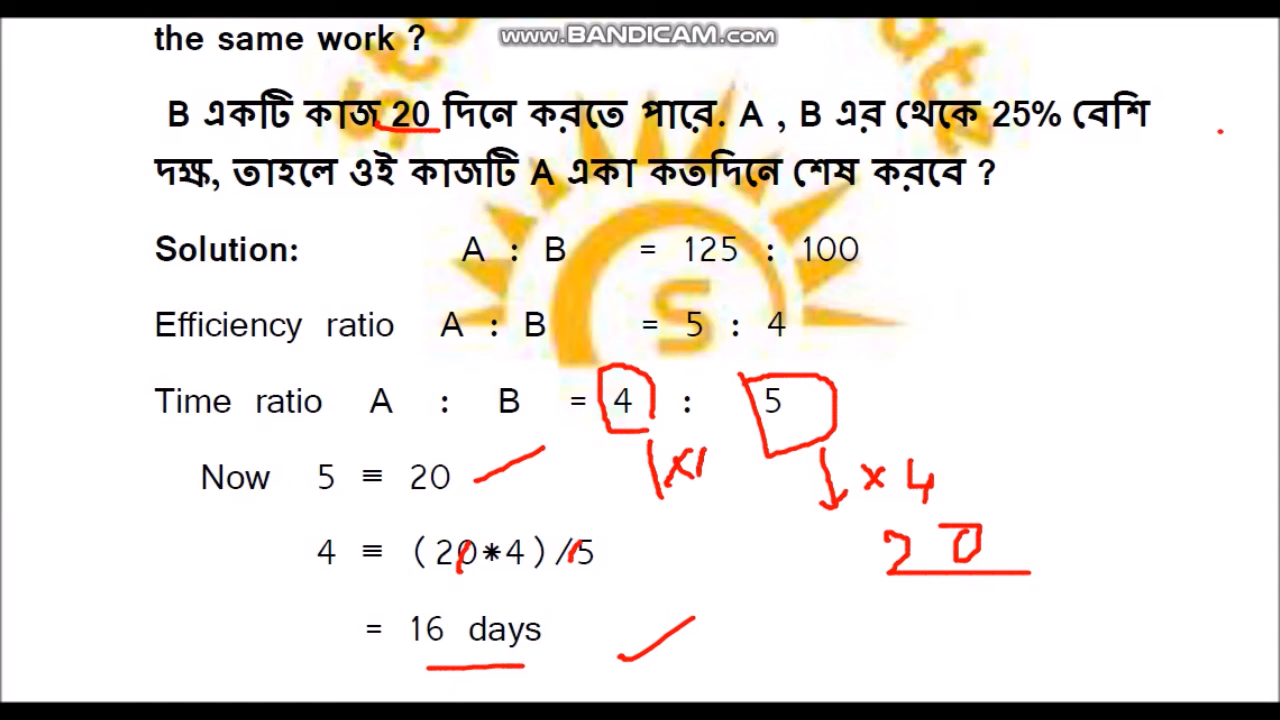 www.BANDICAM.com
the same work ?
B একটি কাজ 20 দিনে করতে পারে. A , B এর থেকে 25% বেশি
দক্ষ, তাহলে ওই কাজটি A একা কতদিনে শেষ করবে ?
Solution: A : B = 125 : 100
S
Efficiency ratio A : B = 5 : 4
Time ratio A : B = 4 : 5
Now 5 ≡ 20
x 4
4 ≡ (20*4)/5
20
= 16 days